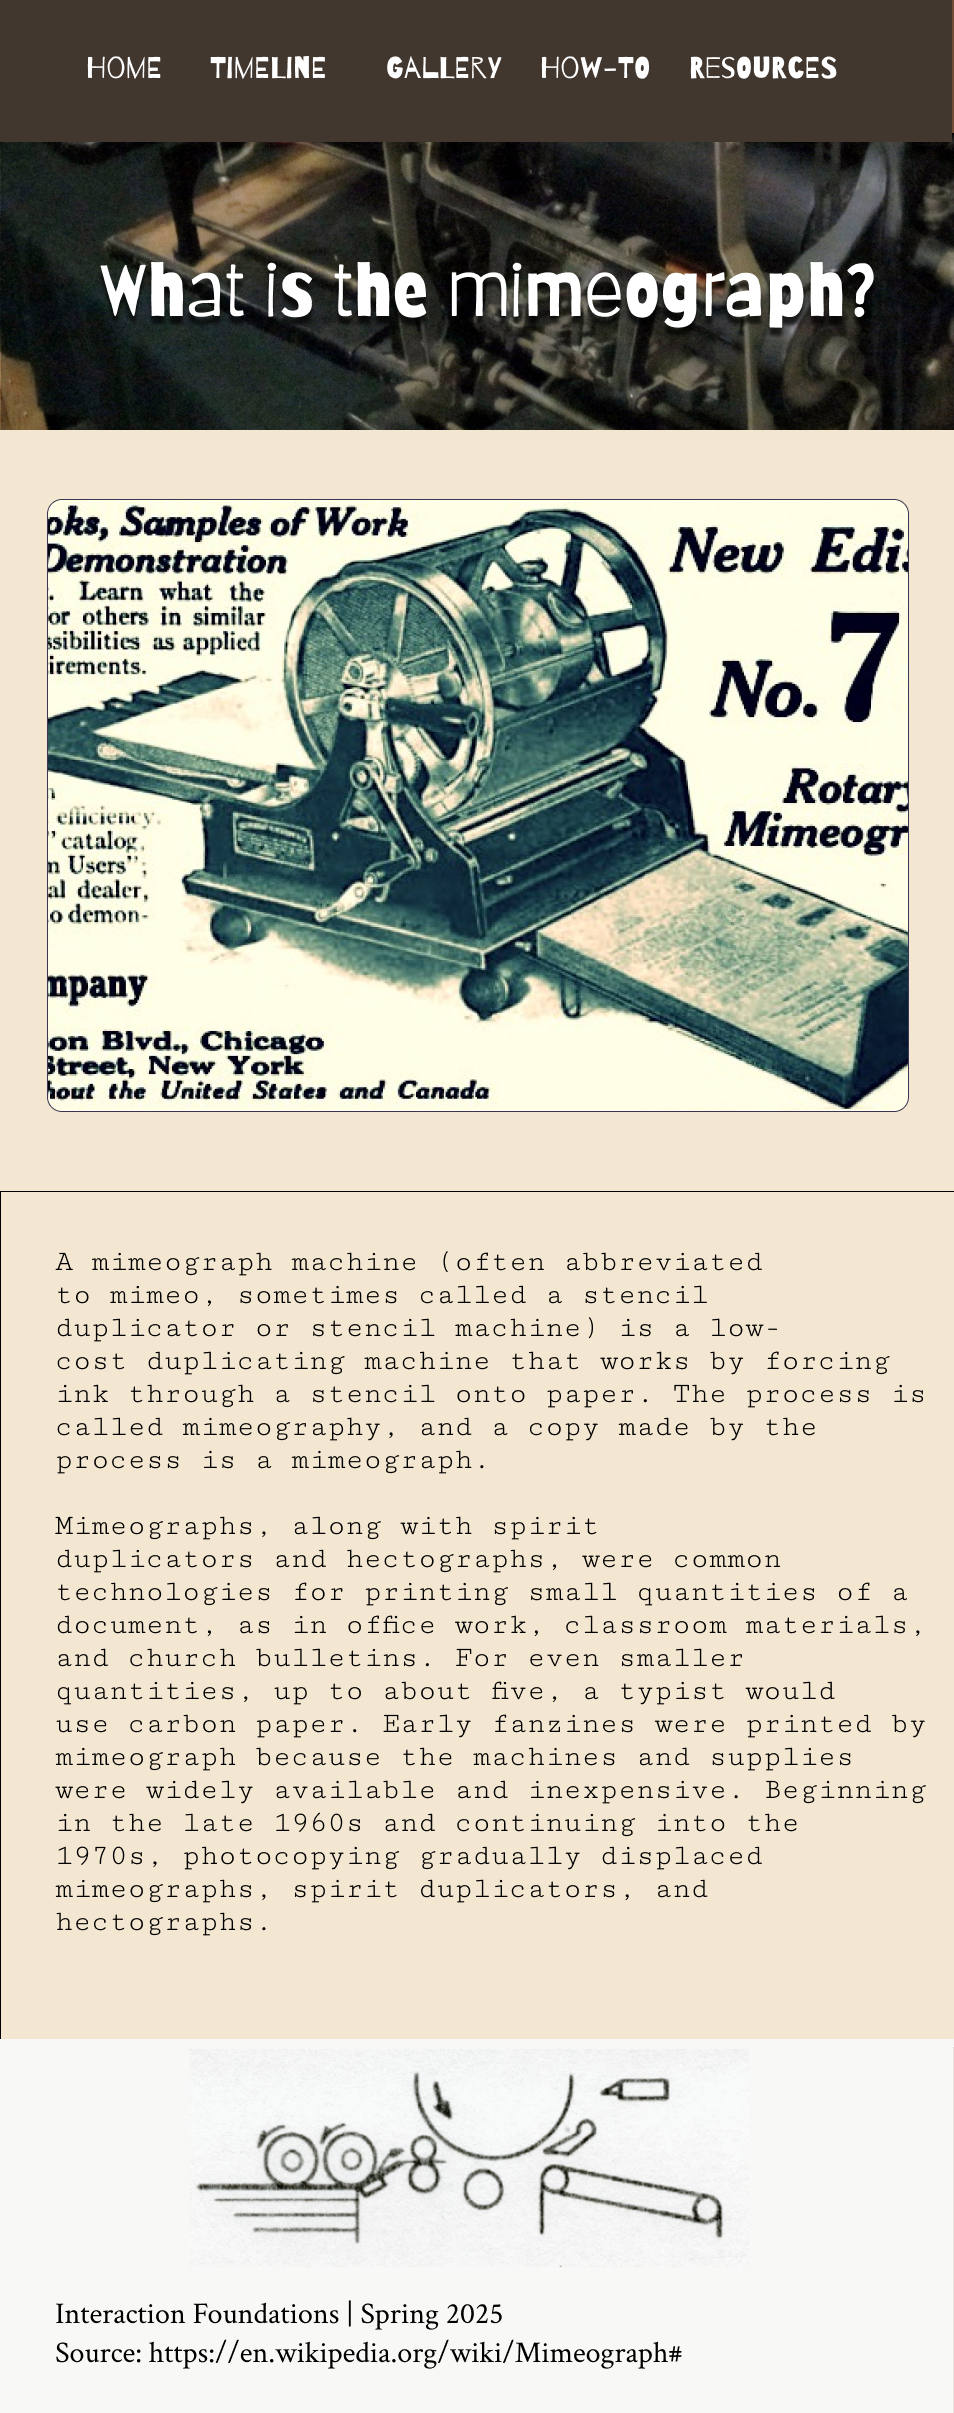 HOME TIMELINE GALLERY HOW-TO RESOURCES
What is the mimeograph?
oks, Samples of Work
Demonstration
. Learn what the
or others in similar
ssibilities as applied
irements.
New Edis
No. 7
Rotary
Mimeogr
efficiency.
" catalog,
n Users";
al dealer,
o demon-
mpany
on Blvd., Chicago
Street, New York
hout the United States and Canada
A mimeograph machine (often abbreviated
to mimeo, sometimes called a stencil
duplicator or stencil machine) is a low-
cost duplicating machine that works by forcing
ink through a stencil onto paper. The process is
called mimeography, and a copy made by the
process is a mimeograph.
Mimeographs, along with spirit
duplicators and hectographs, were common
technologies for printing small quantities of a
document, as in office work, classroom materials,
and church bulletins. For even smaller
quantities, up to about five, a typist would
use carbon paper. Early fanzines were printed by
mimeograph because the machines and supplies
were widely available and inexpensive. Beginning
in the late 1960s and continuing into the
1970s, photocopying gradually displaced
mimeographs, spirit duplicators, and
hectographs.
Interaction Foundations | Spring 2025
Source: https://en.wikipedia.org/wiki/Mimeograph#